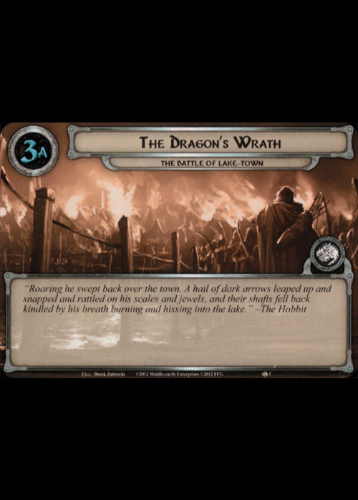 3A
THE DRAGON'S WRATH
THE BATTLE OF LAKE-TOWN
"Roaring he swept back over the town. A hail of dark arrows leaped up and
snapped and rattled on his scales and jewels, and their shafts fell back
kindled by his breath burning and hissing into the lake." –The Hobbit
©2012 Middle-earth Enterprises ©2012 FFG